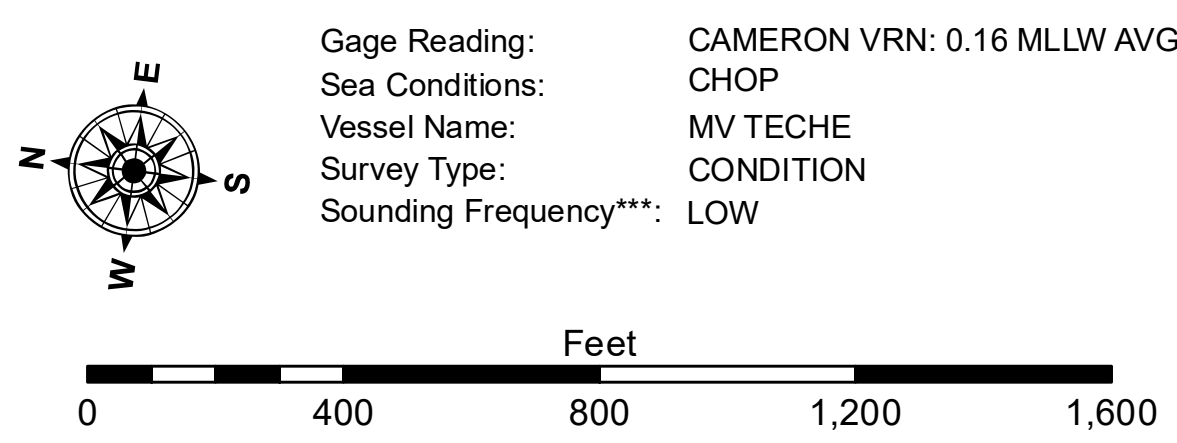 E
N
S
W
Gage Reading: CAMERON VRN: 0.16 MLLW AVG
Sea Conditions: CHOP
Vessel Name: MV TECHE
Survey Type: CONDITION
Sounding Frequency***: LOW
Feet
0 400 800 1,200 1,600